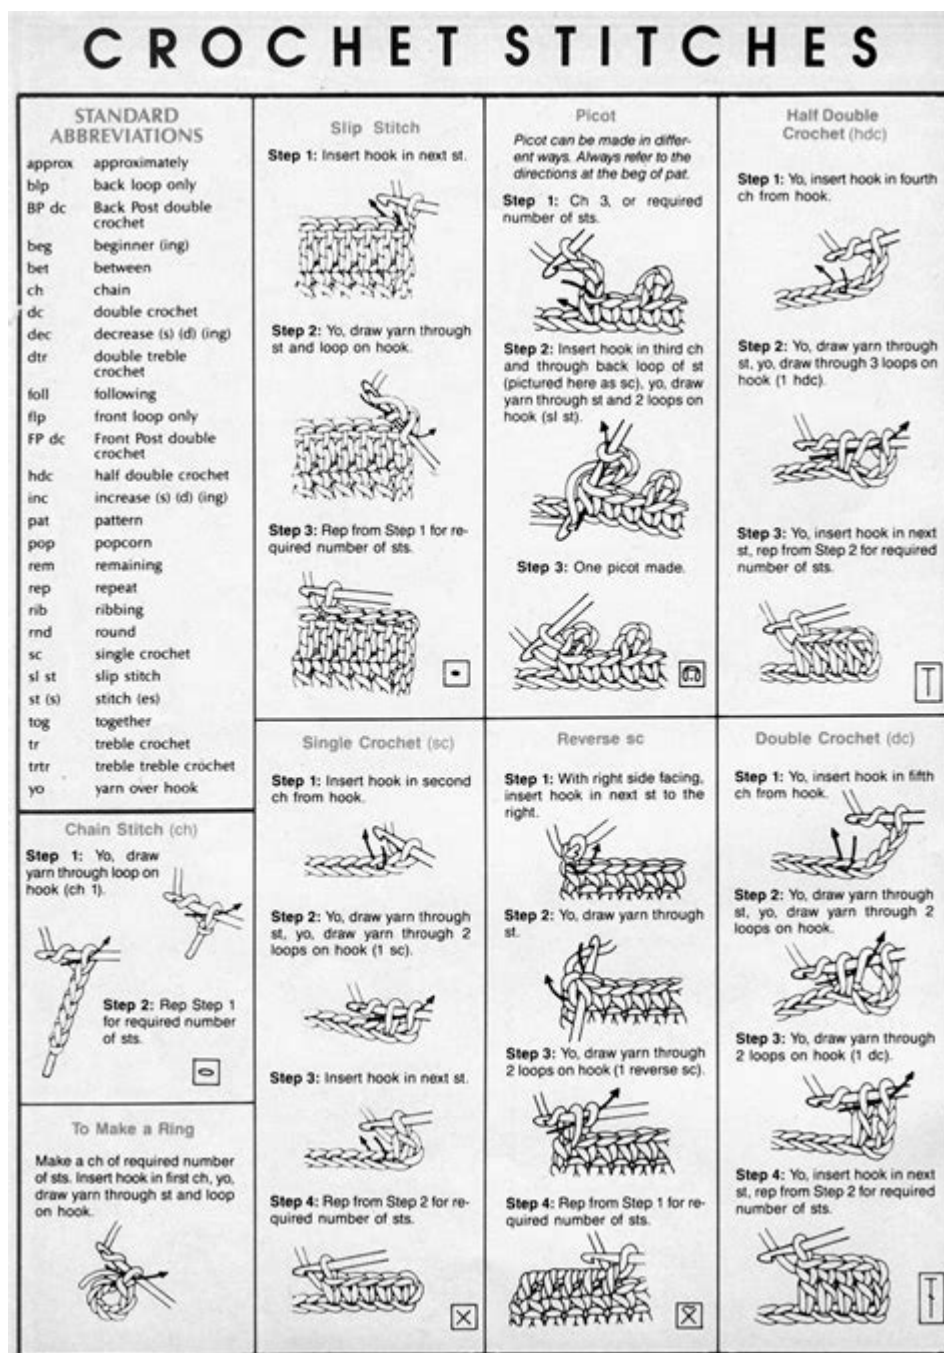 CROCHET STITCHES
STANDARD
ABBREVIATIONS
approx approximately
blp back loop only
BP dc Back Post double
crochet
beg beginner (ing)
bet between
ch chain
dc double crochet
dec decrease (s) (d) (ing)
dtr double treble
crochet
foll following
flp front loop only
FP dc Front Post double
crochet
hdc half double crochet
inc increase (s) (d) (ing)
pat pattern
pop popcorn
rem remaining
rep repeat
rib ribbing
rnd round
sc single crochet
sl st slip stitch
st (s) stitch (es)
tog together
tr treble crochet
trtr treble treble crochet
yo yarn over hook
Chain Stitch (ch)
Step 1: Yo, draw
yarn through loop on
hook (ch 1).
Step 2: Rep Step 1
for required number
of sts.
To Make a Ring
Make a ch of required number
of sts. Insert hook in first ch, yo,
draw yarn through st and loop
on hook.
Slip Stitch
Step 1: Insert hook in next st.
Step 2: Yo, draw yarn through
st and loop on hook.
Step 3: Rep from Step 1 for re-
quired number of sts.
Picot
Picot can be made in differ-
ent ways. Always refer to the
directions at the beg of pat.
Step 1: Ch 3, or required
number of sts.
Step 2: Insert hook in third ch
and through back loop of st
(pictured here as sc), yo, draw
yarn through st and 2 loops on
hook (sl st).
Step 3: One picot made.
Half Double
Crochet (hdc)
Step 1: Yo, insert hook in fourth
ch from hook.
Step 2: Yo, draw yarn through
st, yo, draw through 3 loops on
hook (1 hdc).
Step 3: Yo, insert hook in next
st, rep from Step 2 for required
number of sts.
Single Crochet (sc)
Step 1: Insert hook in second
ch from hook.
Step 2: Yo, draw yarn through
st, yo, draw yarn through 2
loops on hook (1 sc).
Step 3: Insert hook in next st.
Step 4: Rep from Step 2 for re-
quired number of sts.
Reverse sc
Step 1: With right side facing,
insert hook in next st to the
right.
Step 2: Yo, draw yarn through
st.
Step 3: Yo, draw yarn through
2 loops on hook (1 reverse sc).
Step 4: Rep from Step 1 for re-
quired number of sts.
Double Crochet (dc)
Step 1: Yo, insert hook in fifth
ch from hook.
Step 2: Yo, draw yarn through
st, yo, draw yarn through 2
loops on hook.
Step 3: Yo, draw yarn through
2 loops on hook (1 dc).
Step 4: Yo, insert hook in next
st, rep from Step 2 for required
number of sts.